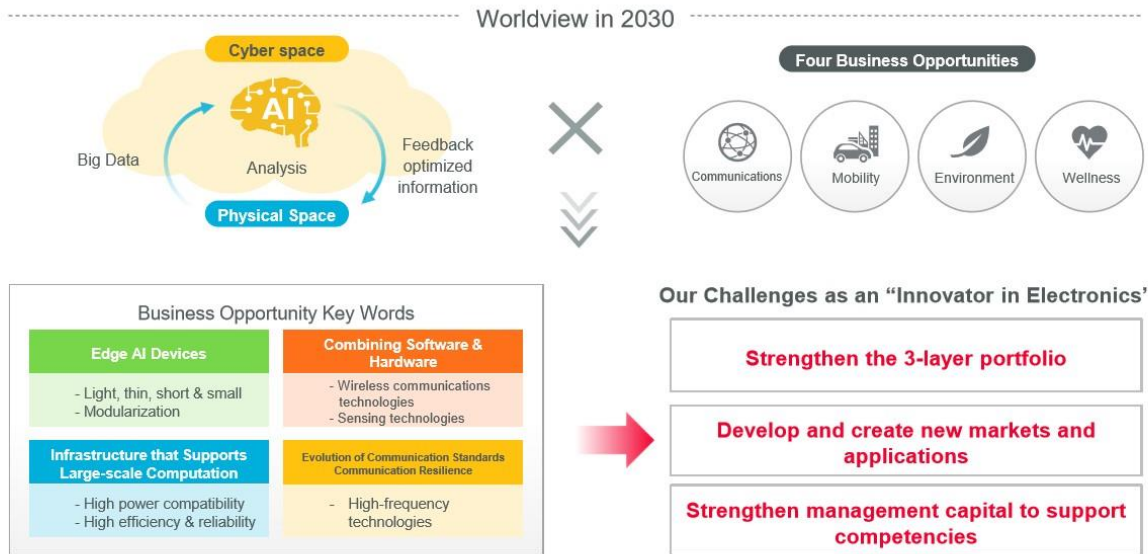 Worldview in 2030
Cyber space
AI
Big Data
Analysis
Feedback
optimized
information
Physical Space
Four Business Opportunities
Communications
Mobility
Environment
Wellness
Business Opportunity Key Words
Edge AI Devices
- Light, thin, short & small
- Modularization
Combining Software &
Hardware
- Wireless communications
technologies
- Sensing technologies
Infrastructure that Supports
Large-scale Computation
- High power compatibility
- High efficiency & reliability
Evolution of Communication Standards
Communication Resilience
- High-frequency
technologies
Our Challenges as an “Innovator in Electronics”
Strengthen the 3-layer portfolio
Develop and create new markets and
applications
Strengthen management capital to support
competencies